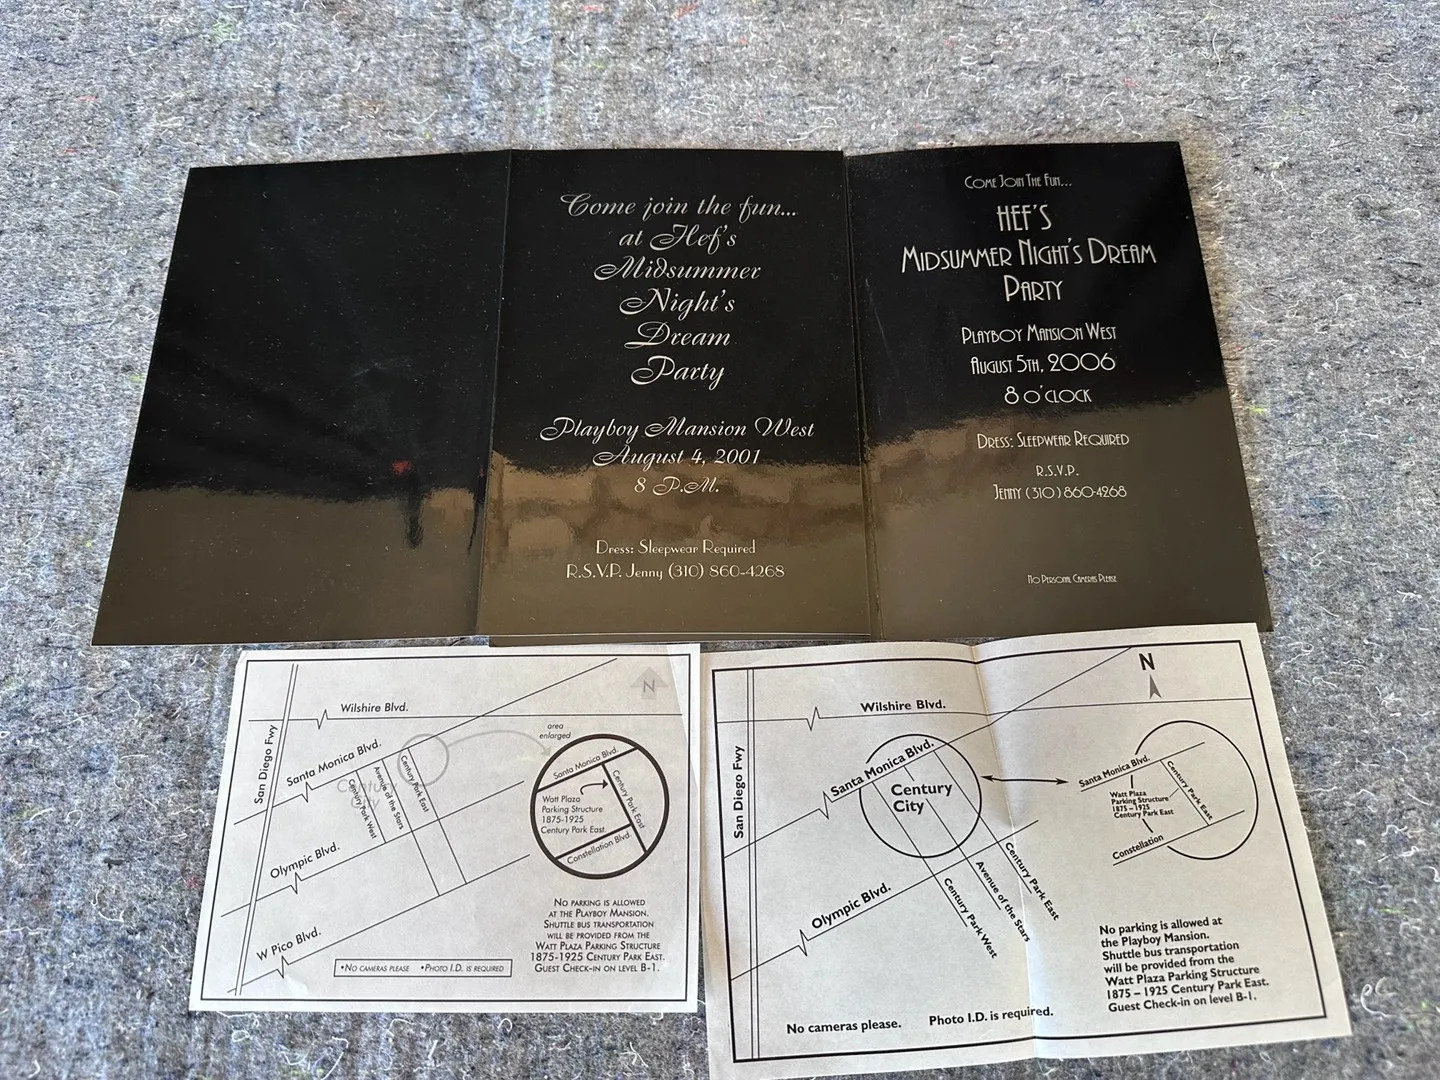 Come join the fun...
at Hef's
Midsummer
Night's
Dream
Party
Playboy Mansion West
August 4, 2001
8 P.M.
Dress: Sleepwear Required
R.S.V.P. Jenny (310) 860-4268
Come Join The Fun...
HEF'S
Midsummer Night's Dream
Party
Playboy Mansion West
August 5th, 2006
8 o'clock
Dress: Sleepwear Required
R.S.V.P.
Jenny (310) 860-4268
No Personal Cameras Please
N
Wilshire Blvd.
San Diego Fwy
Santa Monica Blvd.
Century
City
Century Park West
Avenue of the Stars
Century Park East
Olympic Blvd.
W Pico Blvd.
area
enlarged
Santa Monica Blvd.
Century Park East
Watt Plaza
Parking Structure
1875-1925
Century Park East.
Constellation Blvd.
No parking is allowed
at the Playboy Mansion.
Shuttle bus transportation
will be provided from the
Watt Plaza Parking Structure
1875-1925 Century Park East.
Guest Check-in on level B-1.
•No cameras please •Photo I.D. is required
N
Wilshire Blvd.
San Diego Fwy
Santa Monica Blvd.
Century
City
Olympic Blvd.
Century Park West
Avenue of the Stars
Century Park East
Santa Monica Blvd.
Watt Plaza
Parking Structure
1875 – 1925
Century Park East
Century Park East
Constellation
No parking is allowed at
the Playboy Mansion.
Shuttle bus transportation
will be provided from the
Watt Plaza Parking Structure
1875 – 1925 Century Park East.
Guest Check-in on level B-1.
No cameras please. Photo I.D. is required.